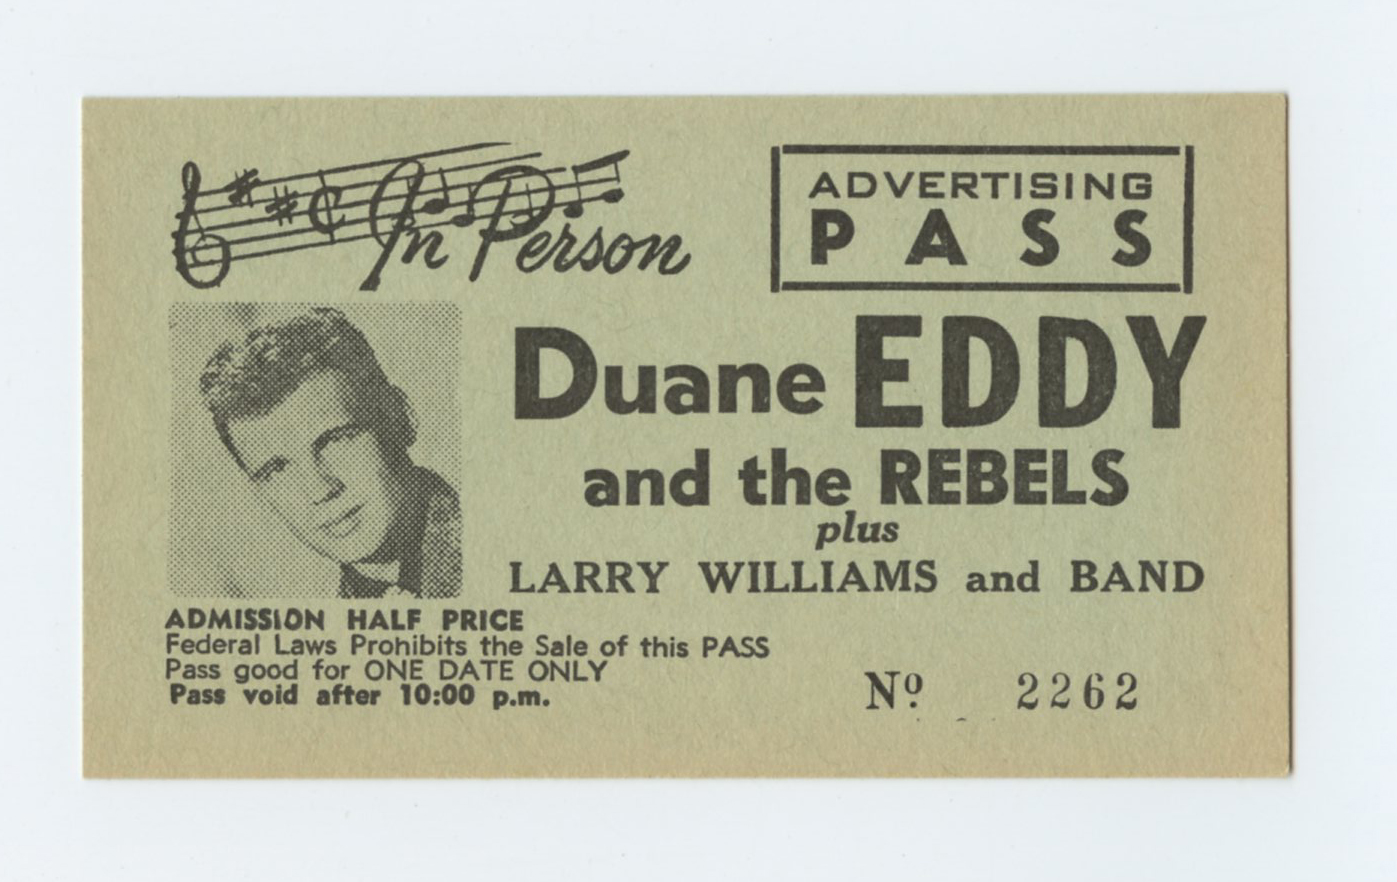 In Person
ADVERTISING
PASS
Duane EDDY
and the REBELS
plus
LARRY WILLIAMS and BAND
ADMISSION HALF PRICE
Federal Laws Prohibits the Sale of this PASS
Pass good for ONE DATE ONLY
Pass void after 10:00 p.m.
Nº 2262